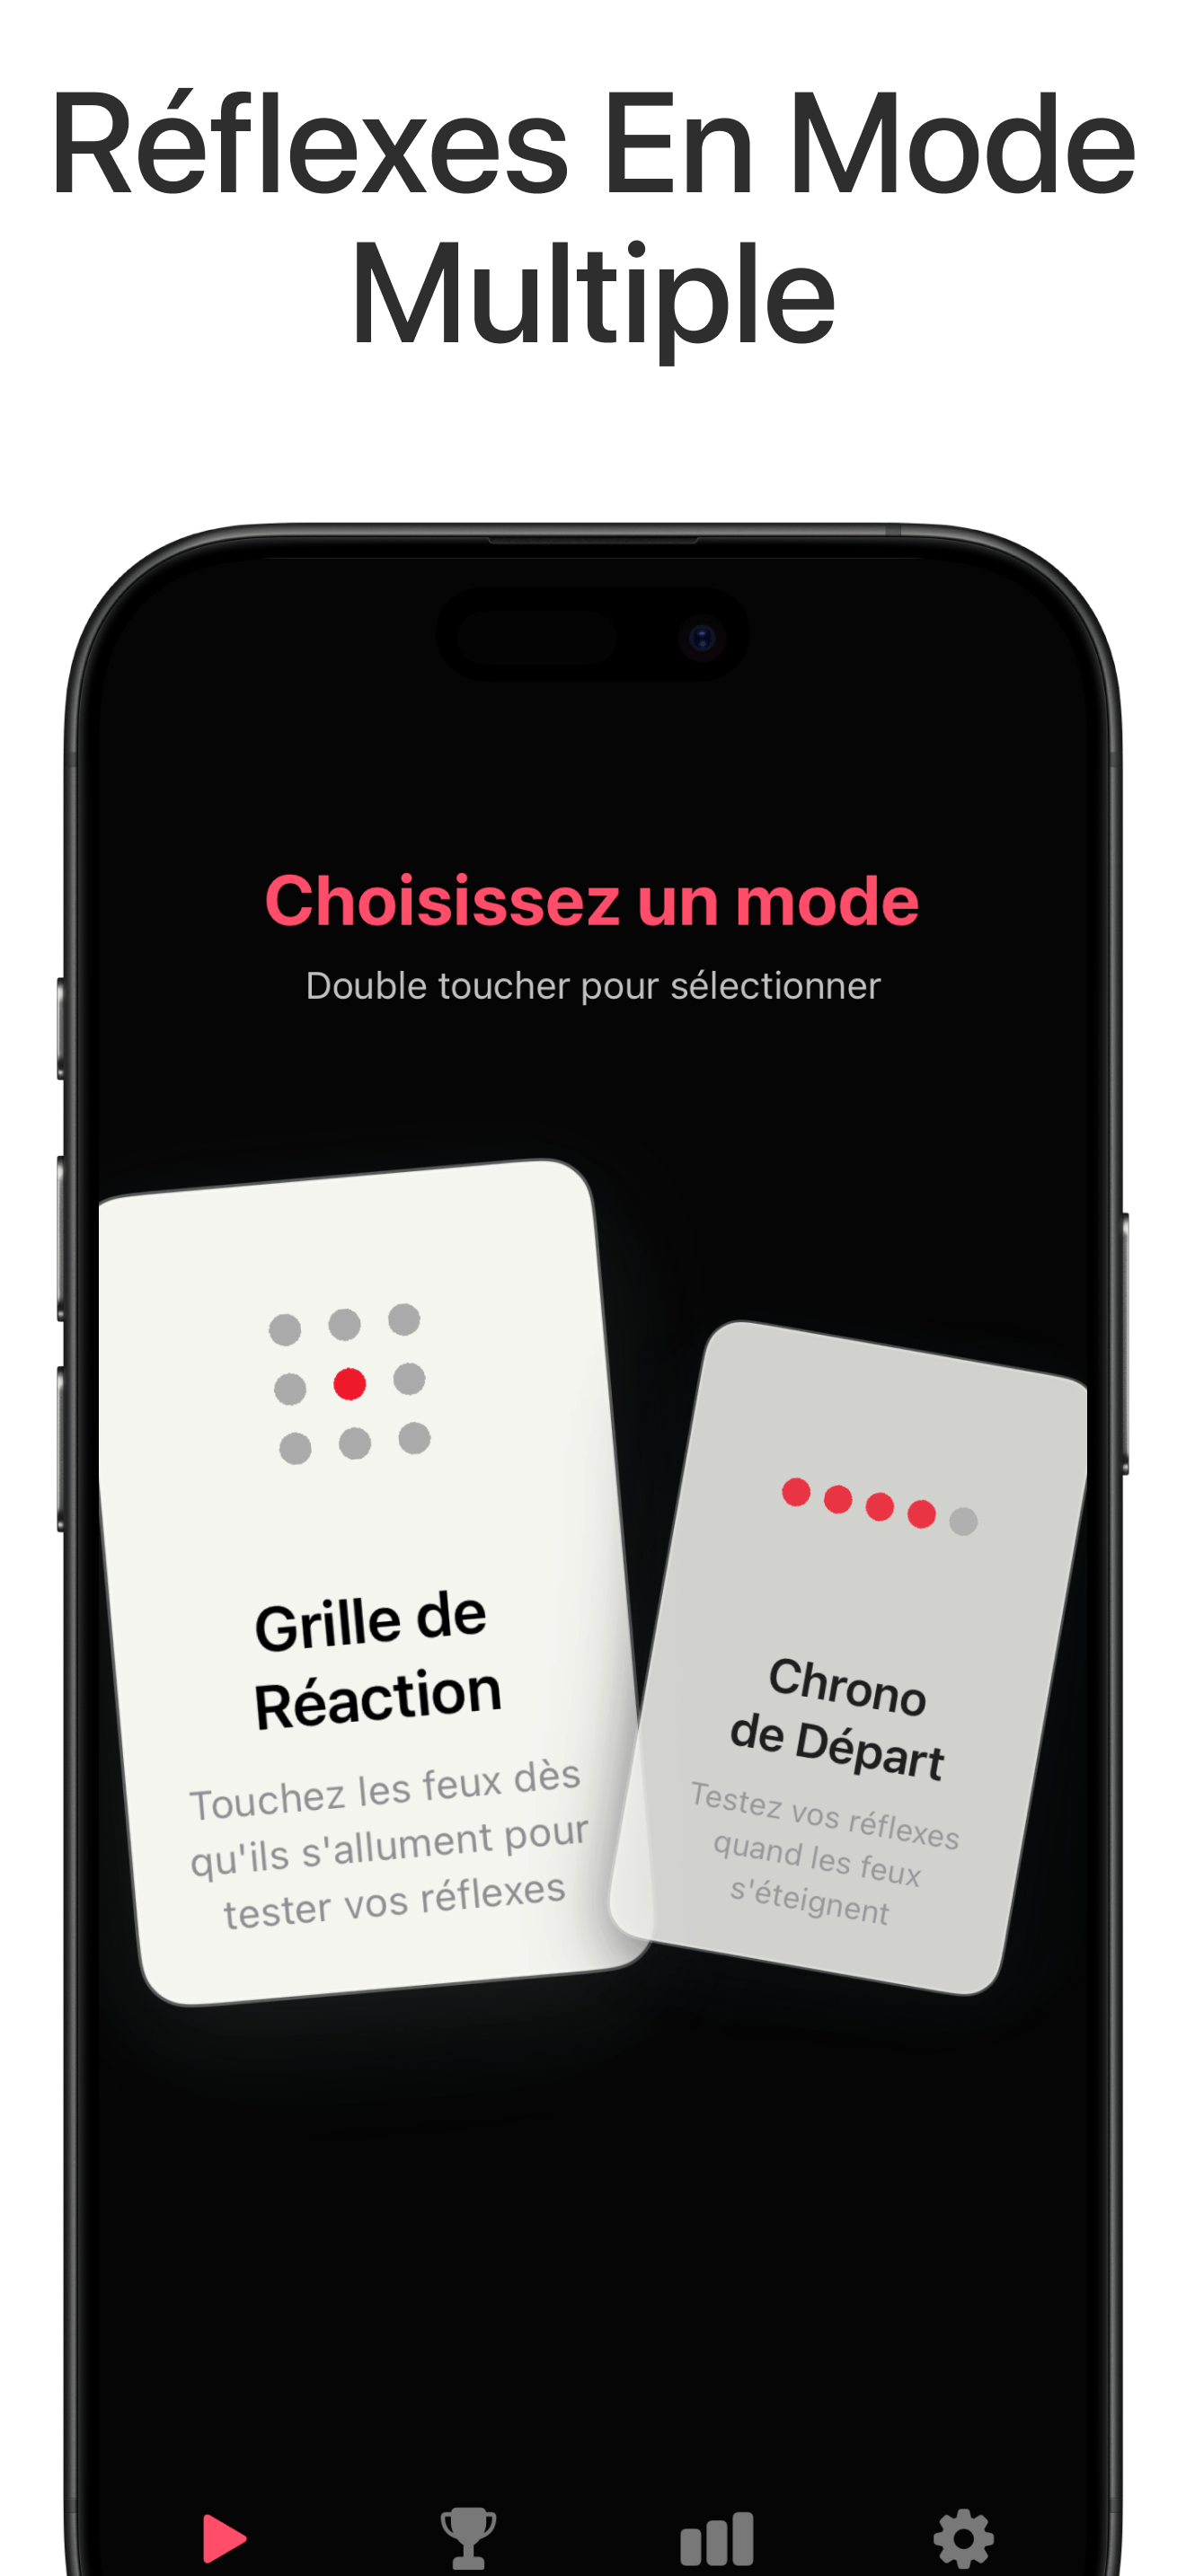 Réflexes En Mode
Multiple
Choisissez un mode
Double toucher pour sélectionner
Grille de
Réaction
Touchez les feux dès
qu'ils s'allument pour
tester vos réflexes
Chrono
de Départ
Testez vos réflexes
quand les feux
s'éteignent